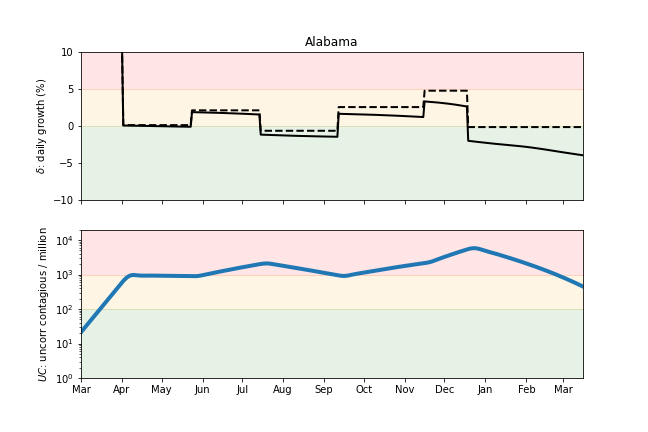 Alabama
δ: daily growth (%)
10
5
0
−5
−10
UC: uncorr contagious / million
10⁴
10³
10²
10¹
10⁰
Mar Apr May Jun Jul Aug Sep Oct Nov Dec Jan Feb Mar